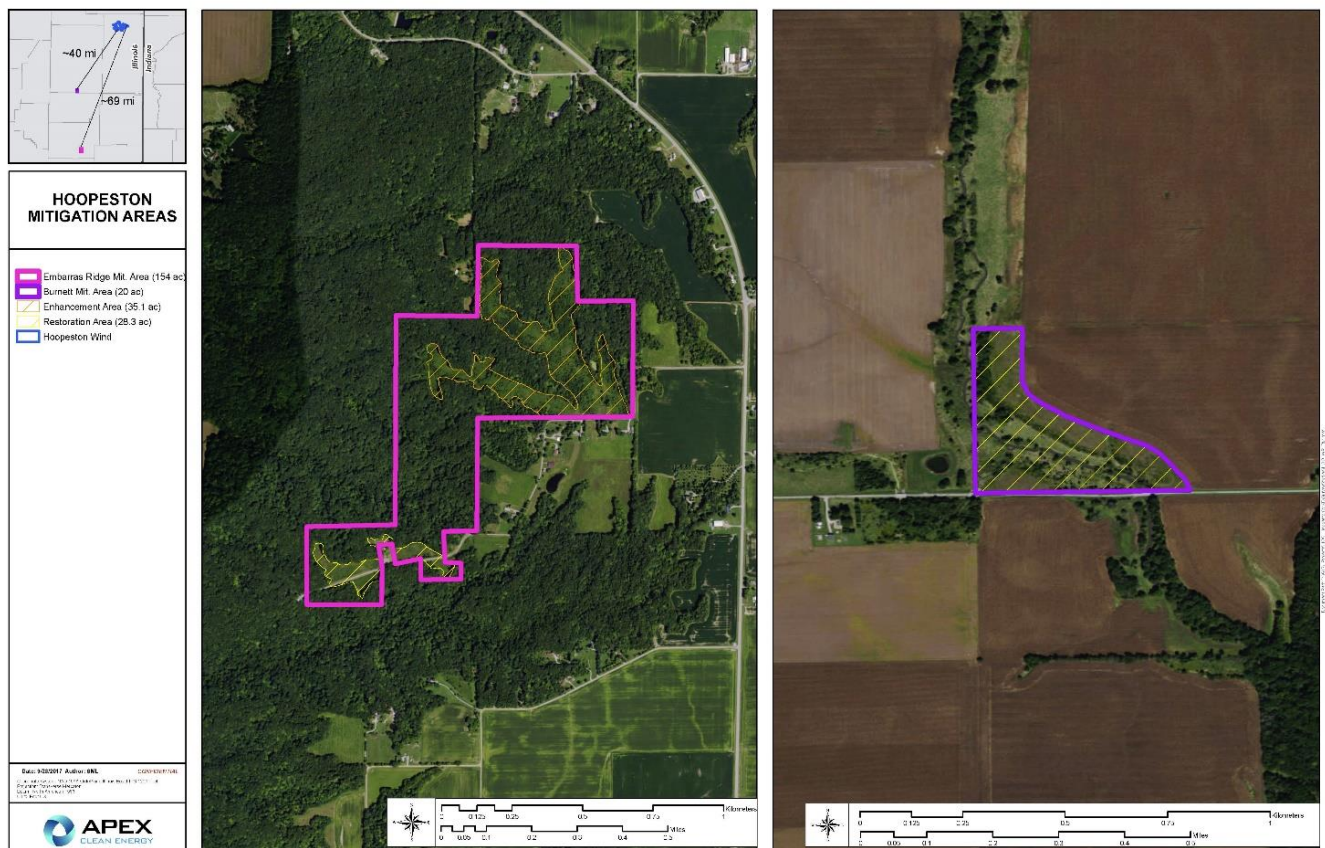 ~40 mi
~69 mi
Illinois
Indiana
HOOPESTON
MITIGATION AREAS
Embarras Ridge Mit. Area (154 ac)
Burnett Mit. Area (20 ac)
Enhancement Area (35.1 ac)
Restoration Area (28.3 ac)
Hoopeston Wind
Author:
APEX
CLEAN ENERGY
Kilometers
0 0.125 0.25 0.5 0.75 1
Miles
0 0.05 0.1 0.2 0.3 0.4 0.5
Kilometers
0 0.125 0.25 0.5 0.75 1
Miles
0 0.05 0.1 0.2 0.3 0.4 0.5